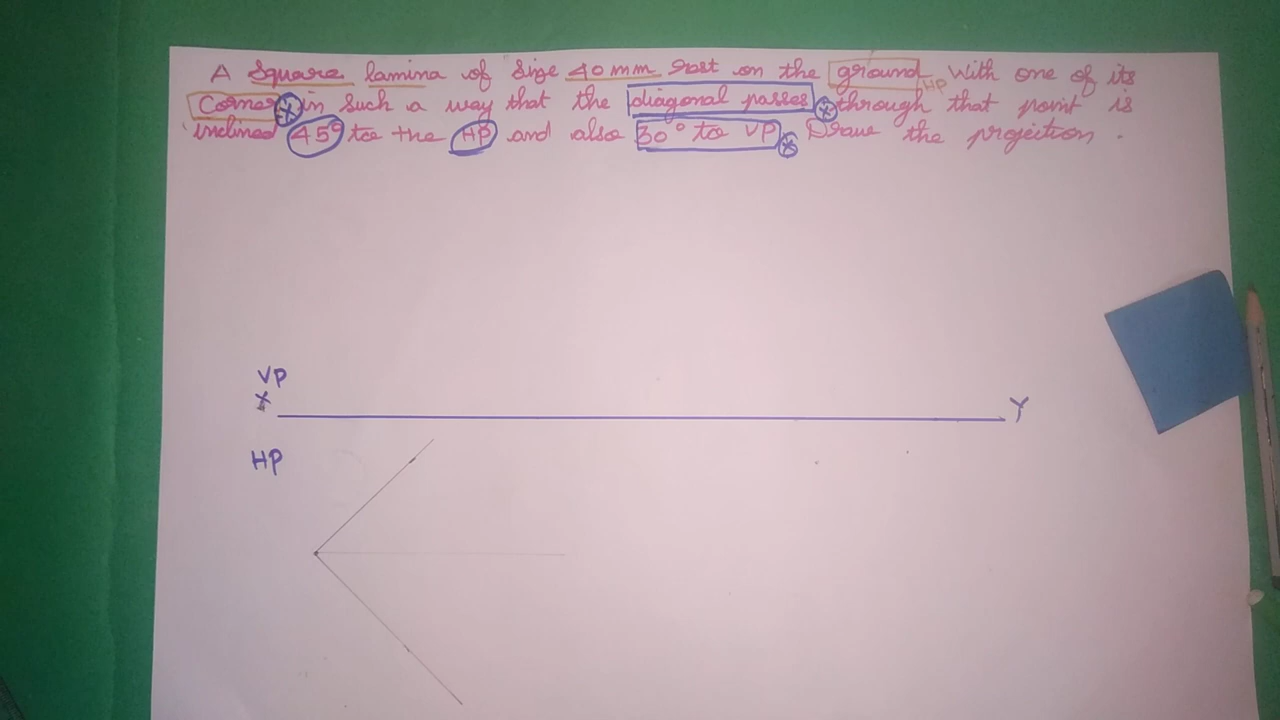 A Square lamina of Size 40 mm rest on the ground With one of its
HP
Corner in Such a way that the diagonal passes through that point is
inclined 45° to the HP and also 30° to VP Draw the projection .
VP
X
Y
HP